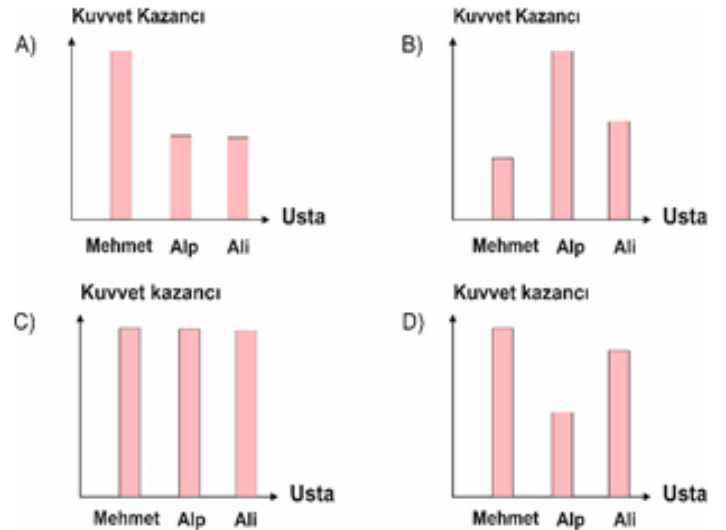 Kuvvet Kazancı
A)
Usta
Mehmet Alp Ali
Kuvvet Kazancı
B)
Usta
Mehmet Alp Ali
Kuvvet kazancı
C)
Usta
Mehmet Alp Ali
Kuvvet kazancı
D)
Usta
Mehmet Alp Ali